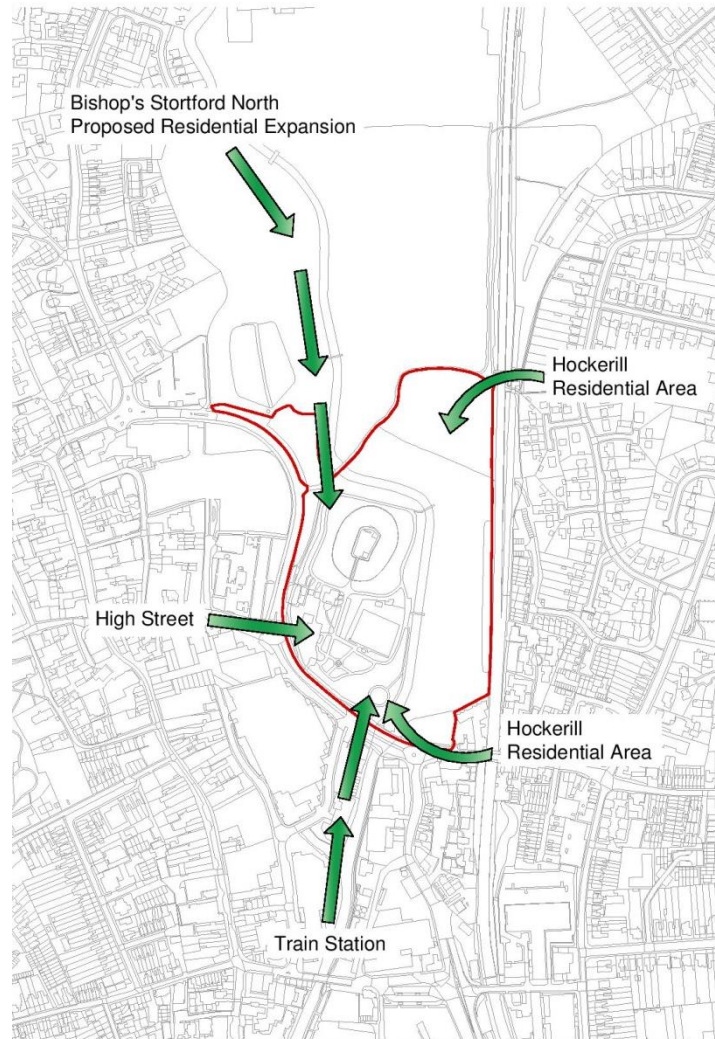 Bishop's Stortford North
Proposed Residential Expansion
Hockerill
Residential Area
High Street
Hockerill
Residential Area
Train Station